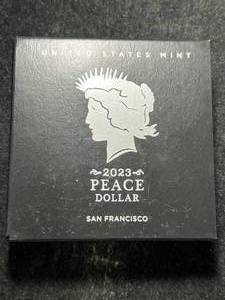 UNITED STATES MINT
2023
PEACE
DOLLAR
SAN FRANCISCO